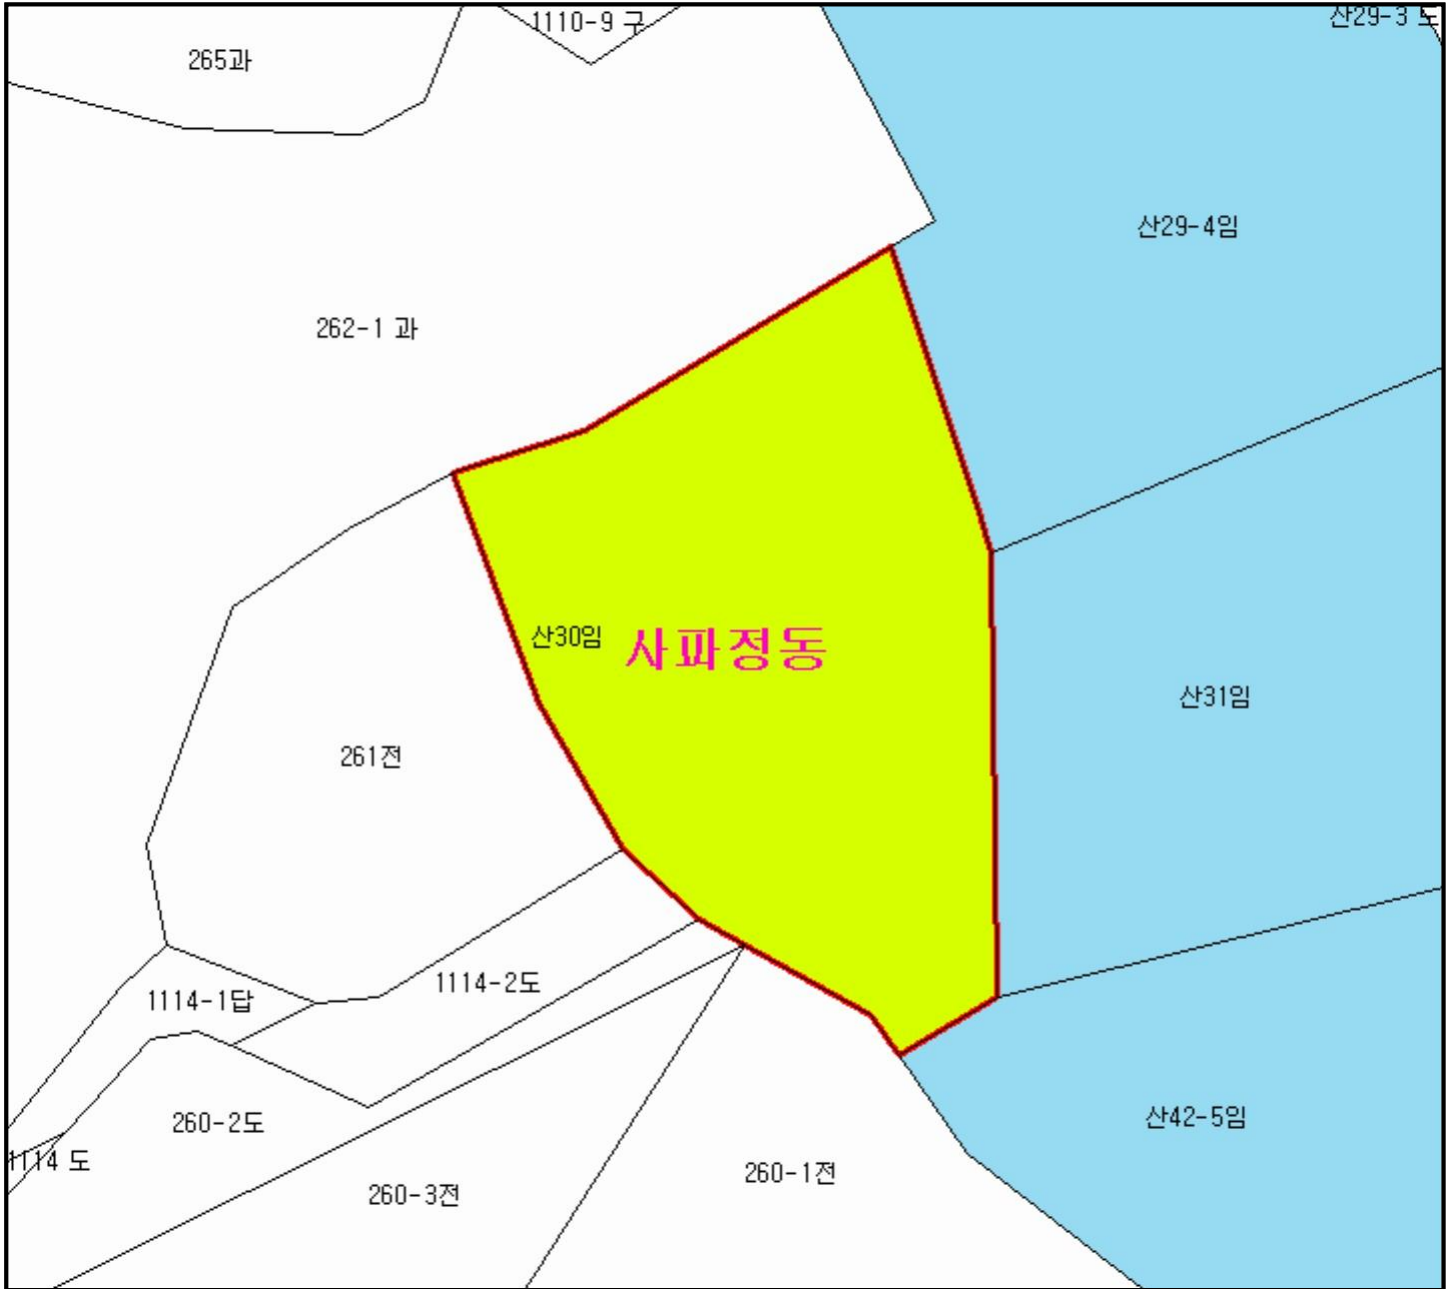 1110-9 구
산29-3 도
265과
산29-4임
262-1 과
산30임
사파정동
산31임
261전
1114-2도
1114-1답
산42-5임
260-2도
1114 도
260-1전
260-3전